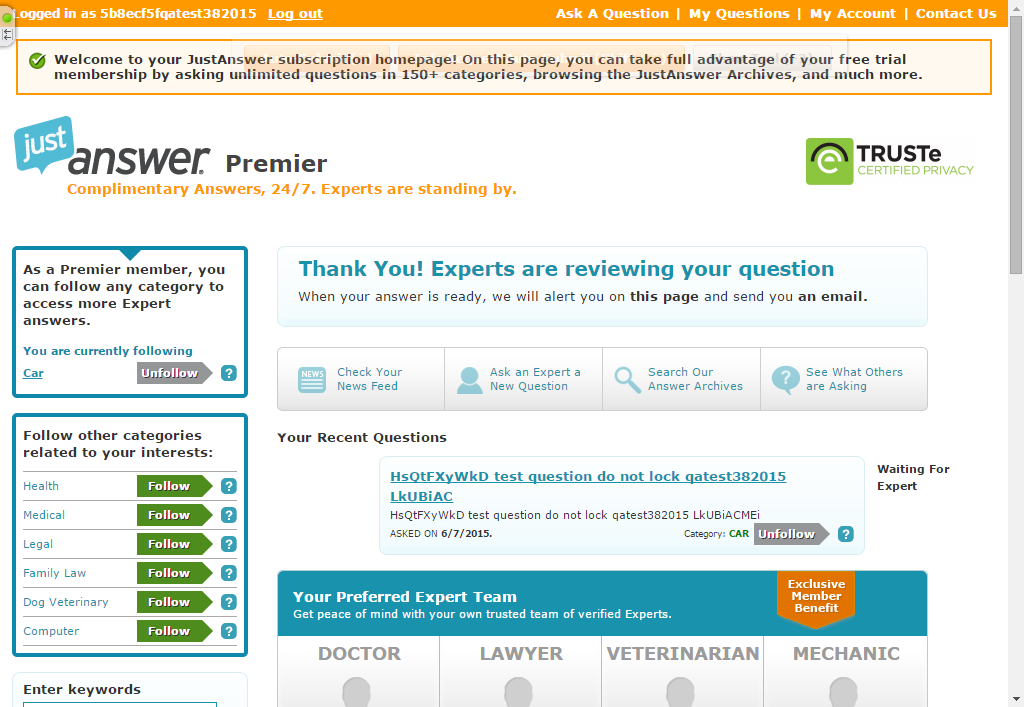 Logged in as 5b8ecf5fqatest382015 Log out
Ask A Question | My Questions | My Account | Contact Us
Welcome to your JustAnswer subscription homepage! On this page, you can take full advantage of your free trial
membership by asking unlimited questions in 150+ categories, browsing the JustAnswer Archives, and much more.
just answer Premier
Complimentary Answers, 24/7. Experts are standing by.
TRUSTe
CERTIFIED PRIVACY
As a Premier member, you
can follow any category to
access more Expert
answers.
You are currently following
Car Unfollow ?
Follow other categories
related to your interests:
Health Follow ?
Medical Follow ?
Legal Follow ?
Family Law Follow ?
Dog Veterinary Follow ?
Computer Follow ?
Enter keywords
Thank You! Experts are reviewing your question
When your answer is ready, we will alert you on this page and send you an email.
NEWS
Check Your
News Feed
Ask an Expert a
New Question
Search Our
Answer Archives
?
See What Others
are Asking
Your Recent Questions
HsQtFXyWkD test question do not lock qatest382015
LkUBiAC
HsQtFXyWkD test question do not lock qatest382015 LkUBiACMEi
ASKED ON 6/7/2015. Category: CAR Unfollow ?
Waiting For
Expert
Your Preferred Expert Team
Get peace of mind with your own trusted team of verified Experts.
Exclusive
Member
Benefit
DOCTOR LAWYER VETERINARIAN MECHANIC